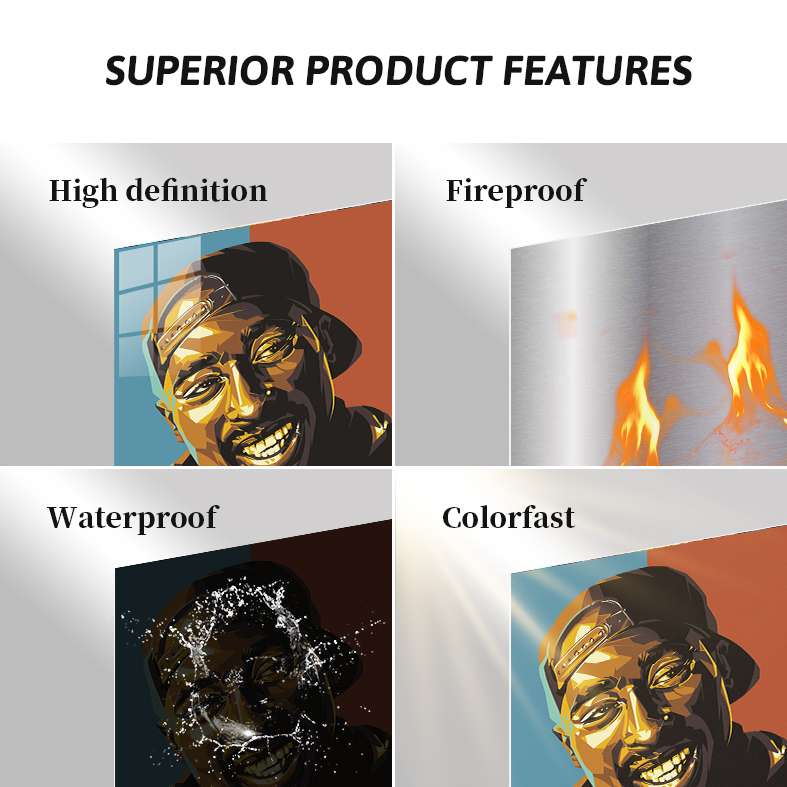 SUPERIOR PRODUCT FEATURES
High definition
Fireproof
Waterproof
Colorfast